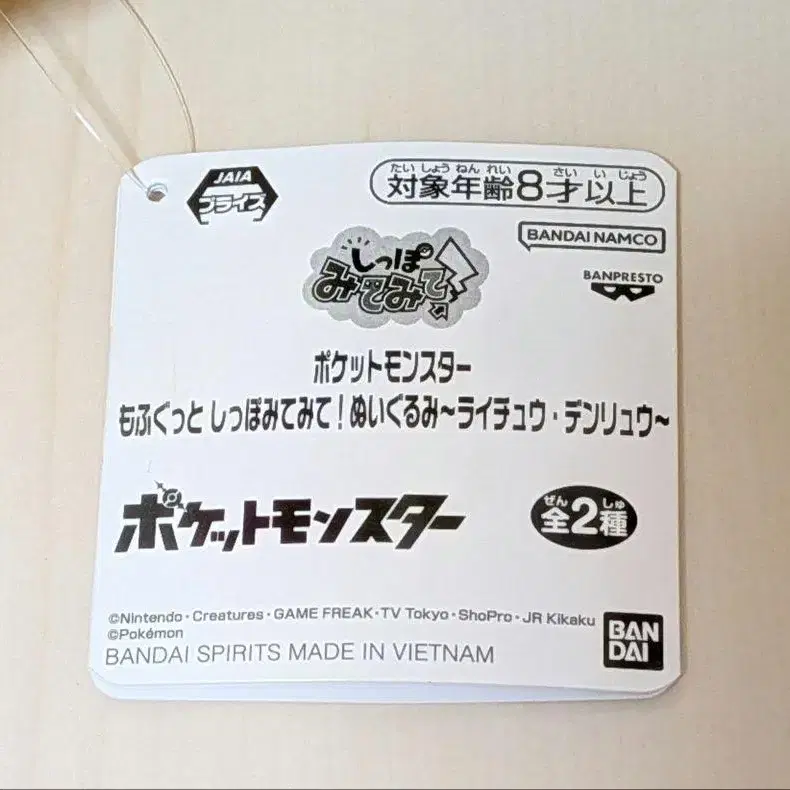 JAIA
プライズ
たいしょうねんれい さいいじょう
対象年齢8才以上
BANDAI NAMCO
BANPRESTO
しっぽ
みてみて
ポケットモンスター
もふぐっと しっぽみてみて！ぬいぐるみ～ライチュウ・デンリュウ～
ポケットモンスター
ぜん しゅ
全2種
©Nintendo・Creatures・GAME FREAK・TV Tokyo・ShoPro・JR Kikaku
©Pokémon
BANDAI SPIRITS MADE IN VIETNAM
BAN
DAI